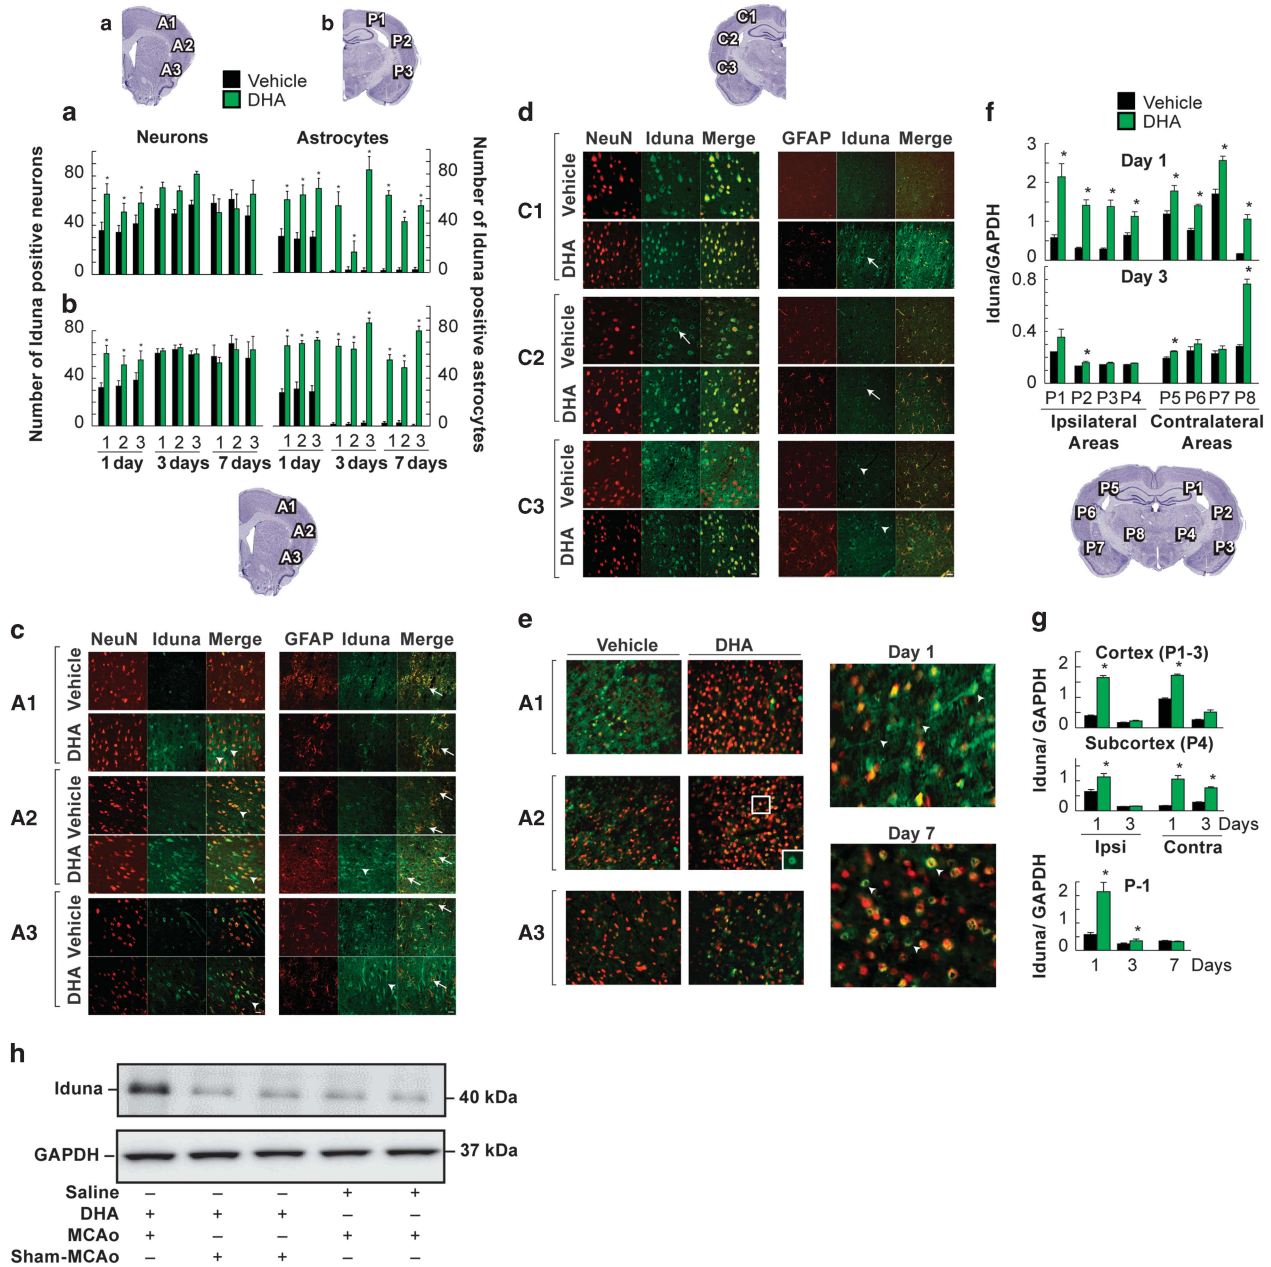 a
A1
A2
A3
b
P1
P2
P3
Vehicle
DHA
C1
C2
C3
a
Neurons
Astrocytes
Number of Iduna positive neurons
Number of Iduna positive astrocytes
80
40
0
80
40
0
b
80
40
0
80
40
0
1 2 3 1 2 3 1 2 3
1 day 3 days 7 days
1 2 3 1 2 3 1 2 3
1 day 3 days 7 days
A1
A2
A3
c
NeuN Iduna Merge GFAP Iduna Merge
A1 Vehicle
DHA
A2 Vehicle
DHA
A3 Vehicle
DHA
d
NeuN Iduna Merge GFAP Iduna Merge
C1 Vehicle
DHA
C2 Vehicle
DHA
C3 Vehicle
DHA
e
Vehicle DHA
A1
A2
A3
Day 1
Day 7
f
Vehicle
DHA
Iduna/GAPDH
Day 1
3
2
1
0
Day 3
0.8
0.4
0
P1 P2 P3 P4 P5 P6 P7 P8
Ipsilateral Areas
Contralateral Areas
P5 P1
P6 P2
P8 P4
P7 P3
g
Cortex (P1-3)
2
1
0
Subcortex (P4)
1
0
Iduna/ GAPDH
1 3 1 3 Days
Ipsi Contra
P-1
Iduna/ GAPDH
2
1
0
1 3 7 Days
h
Iduna
40 kDa
GAPDH
37 kDa
Saline – – – + +
DHA + + + – –
MCAo + – – + +
Sham-MCAo – + + – –